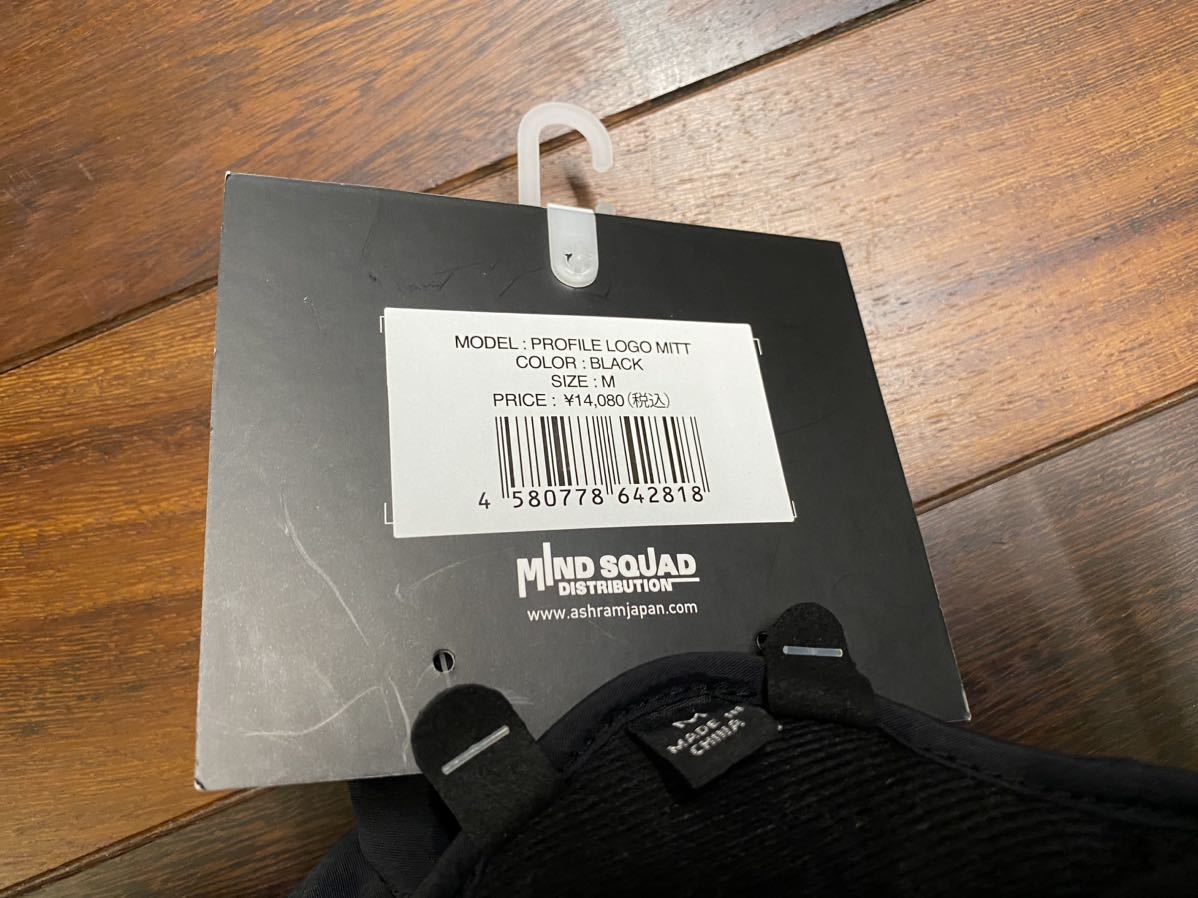 MODEL : PROFILE LOGO MITT
COLOR : BLACK
SIZE : M
PRICE : ¥14,080(税込)
4 580778 642818
MIND SQUAD
DISTRIBUTION
www.ashramjapan.com
M
MADE IN
CHINA